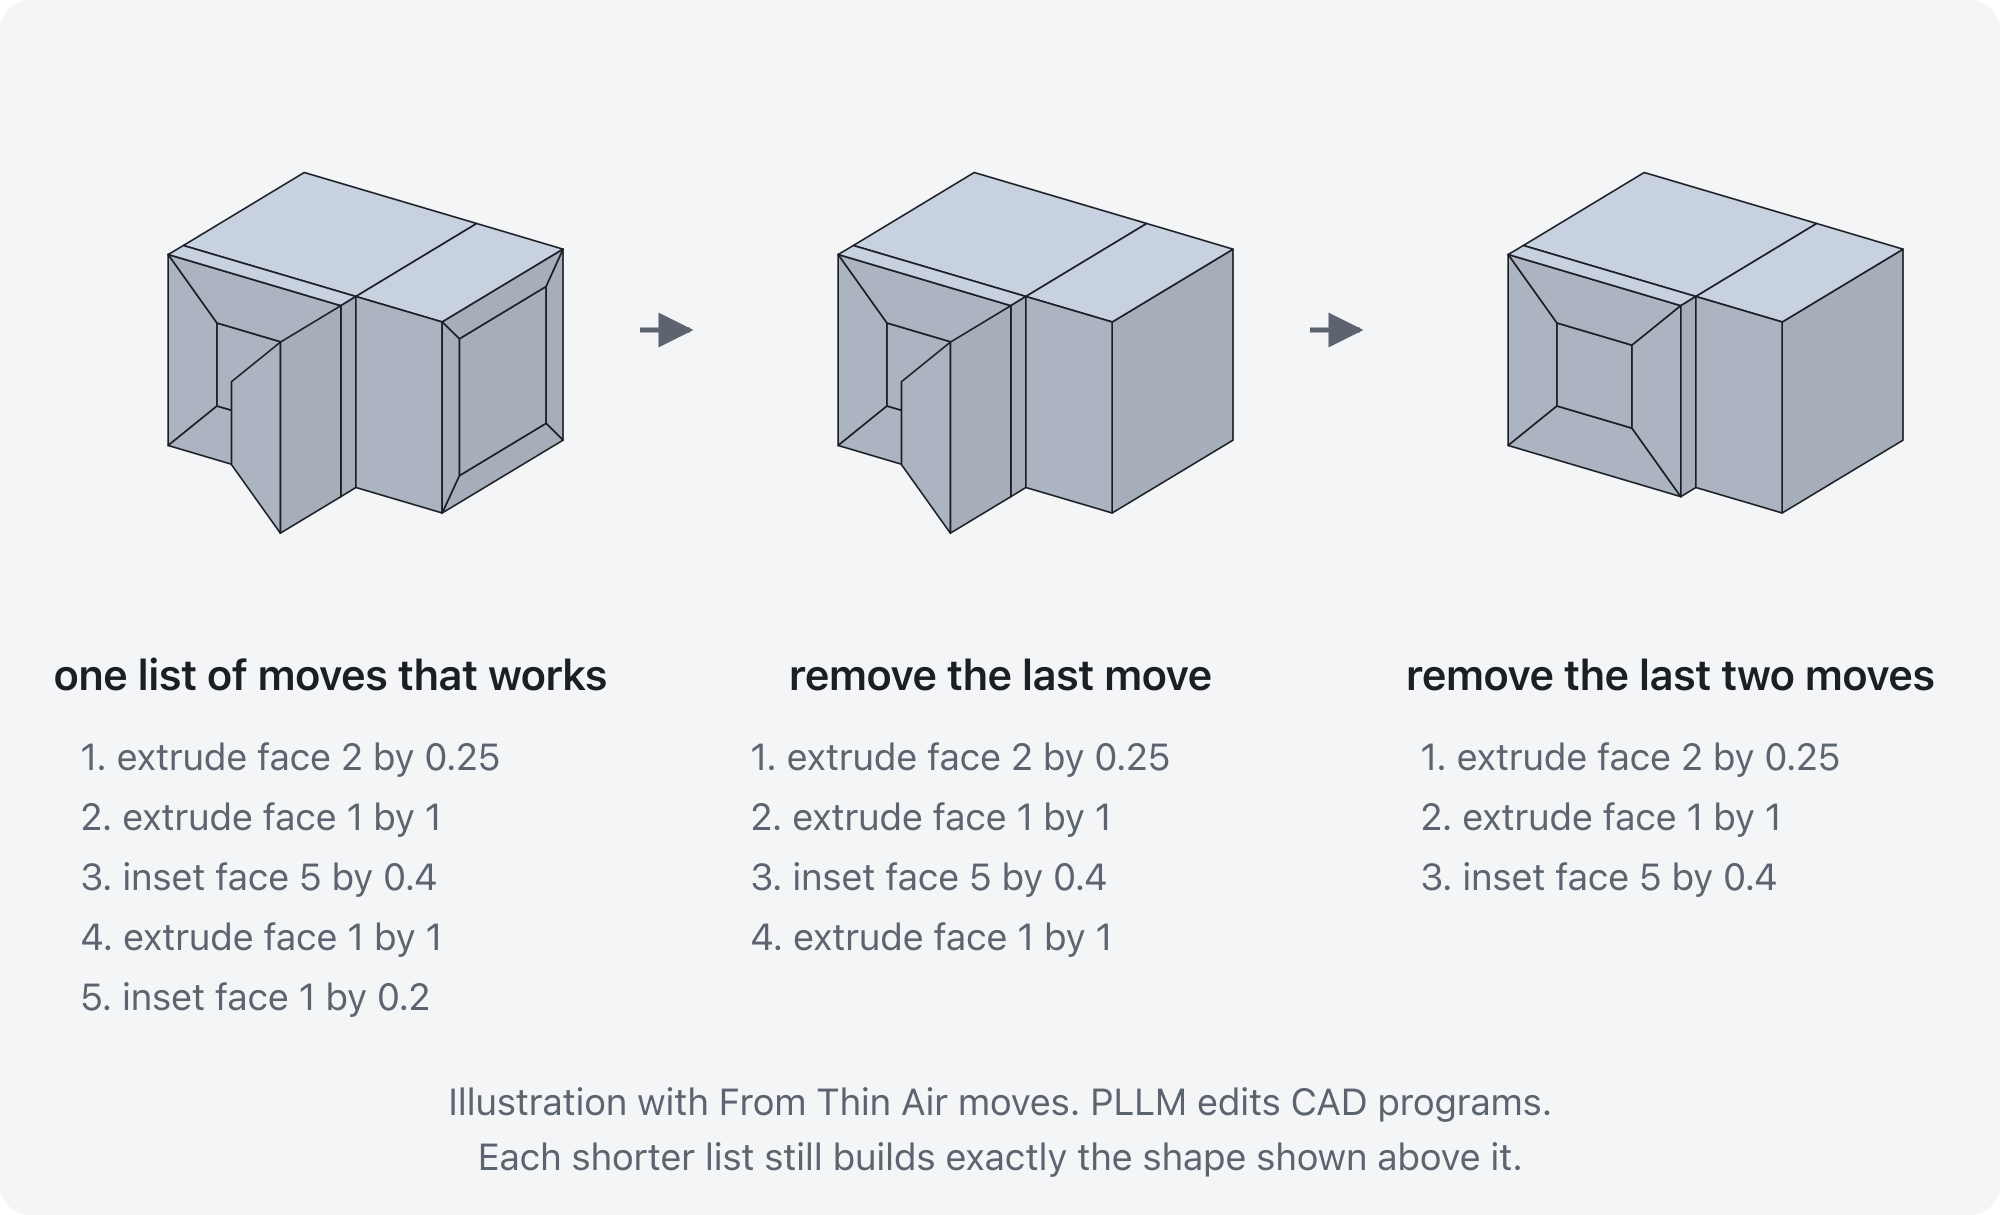 one list of moves that works
1. extrude face 2 by 0.25
2. extrude face 1 by 1
3. inset face 5 by 0.4
4. extrude face 1 by 1
5. inset face 1 by 0.2
remove the last move
1. extrude face 2 by 0.25
2. extrude face 1 by 1
3. inset face 5 by 0.4
4. extrude face 1 by 1
remove the last two moves
1. extrude face 2 by 0.25
2. extrude face 1 by 1
3. inset face 5 by 0.4
Illustration with From Thin Air moves. PLLM edits CAD programs.
Each shorter list still builds exactly the shape shown above it.